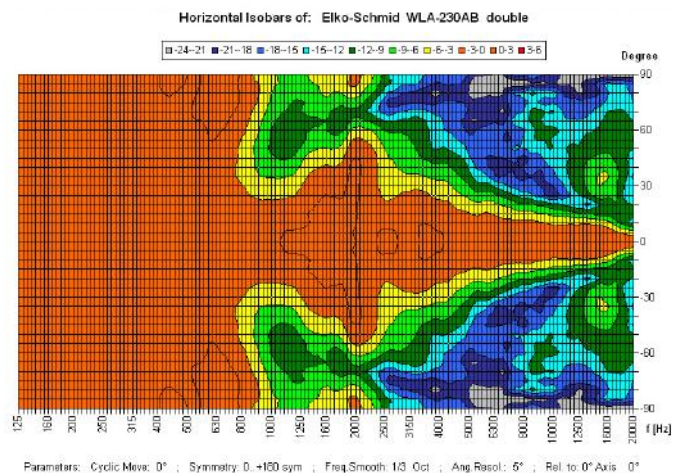 Horizontal Isobars of: Elko-Schmid WLA-230AB double
-24--21 -21--18 -18--15 -15--12 -12--9 -9--6 -6--3 -3-0 0-3 3-6
Degree
90
60
30
0
-30
-60
-90
125 160 200 250 315 400 500 630 800 1000 1250 1600 2000 2500 3150 4000 5000 6300 8000 10000 12500 16000 20000
f [Hz]
Parameters: Cyclic Move: 0° ; Symmetry: 0..+180 sym ; Freq.Smooth: 1/3 Oct ; Ang.Resol.: 5° ; Rel. to: 0° Axis : 0°